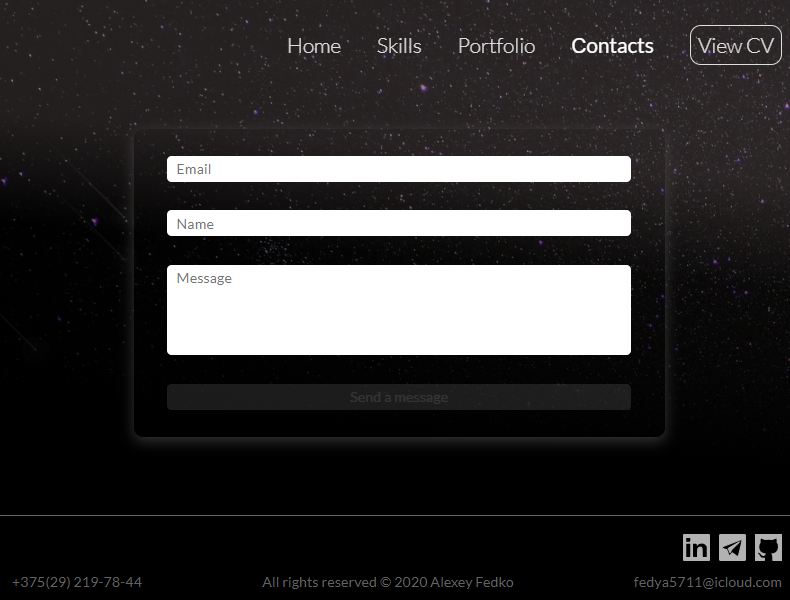 Home Skills Portfolio Contacts View CV
Email
Name
Message
Send a message
in
+375(29) 219-78-44 All rights reserved © 2020 Alexey Fedko fedya5711@icloud.com